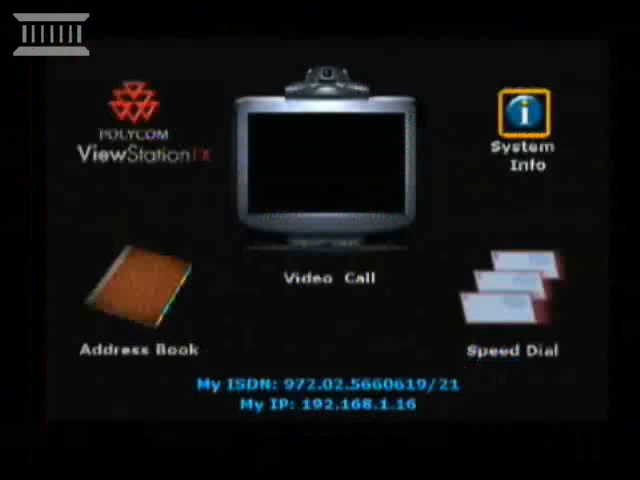 POLYCOM
ViewStation FX
System
Info
Video Call
Address Book
Speed Dial
My ISDN: 972.02.5660619/21
My IP: 192.168.1.16